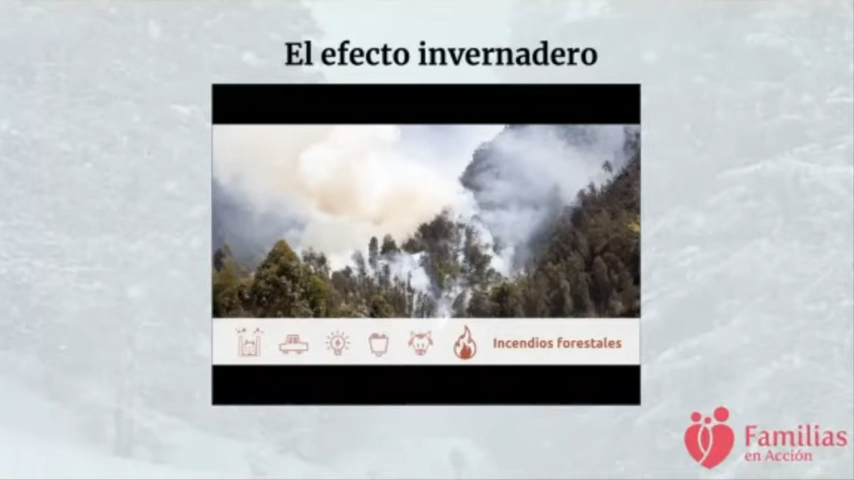 El efecto invernadero
Incendios forestales
Familias
en Acción